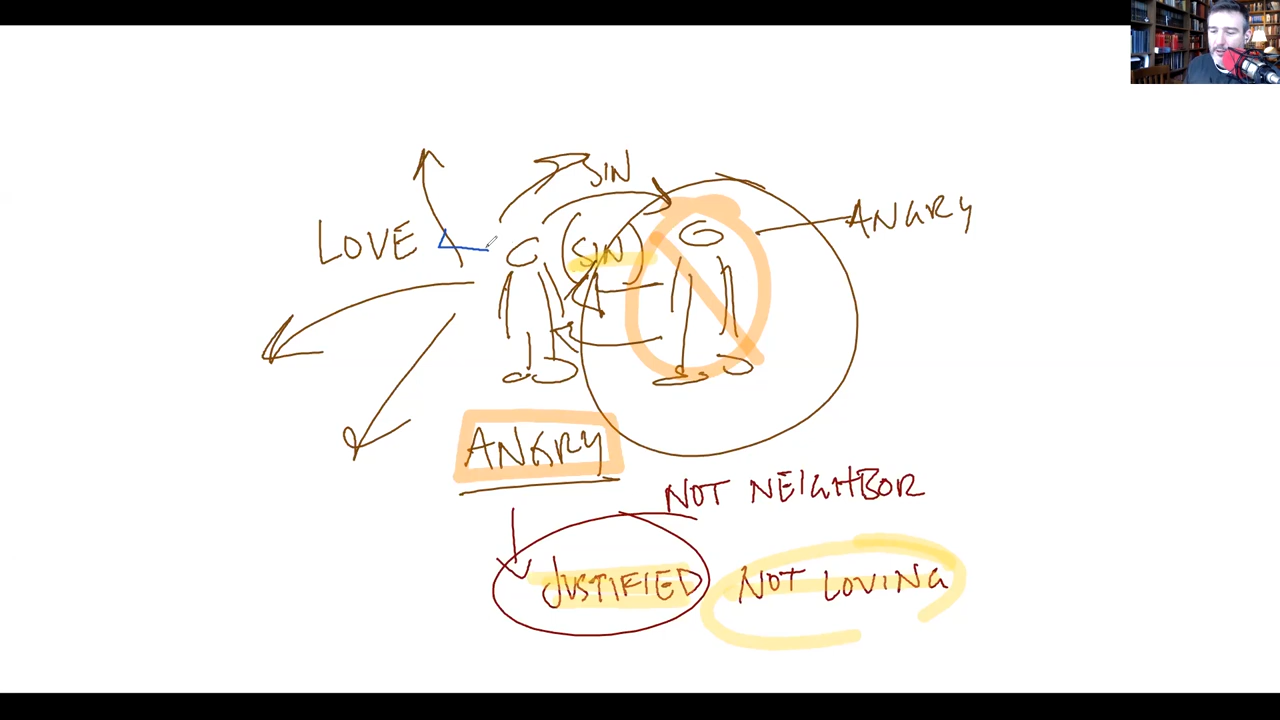 SIN
LOVE
(SIN)
ANGRY
ANGRY
NOT NEIGHBOR
JUSTIFIED
NOT LOVING